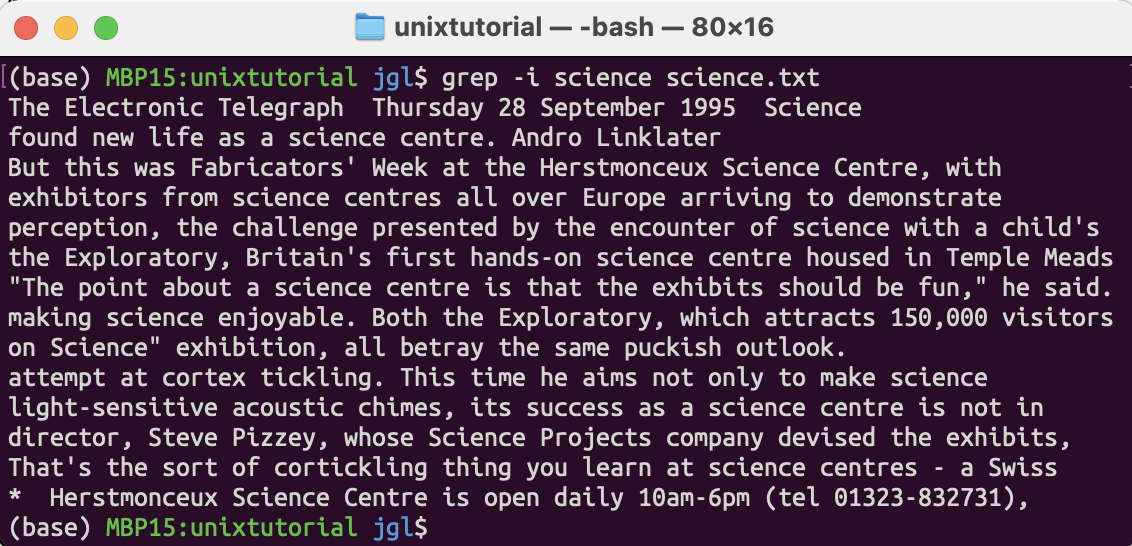 unixtutorial — -bash — 80×16
(base) MBP15:unixtutorial jgl$ grep -i science science.txt
The Electronic Telegraph  Thursday 28 September 1995  Science
found new life as a science centre. Andro Linklater
But this was Fabricators' Week at the Herstmonceux Science Centre, with
exhibitors from science centres all over Europe arriving to demonstrate
perception, the challenge presented by the encounter of science with a child's
the Exploratory, Britain's first hands-on science centre housed in Temple Meads
"The point about a science centre is that the exhibits should be fun," he said.
making science enjoyable. Both the Exploratory, which attracts 150,000 visitors
on Science" exhibition, all betray the same puckish outlook.
attempt at cortex tickling. This time he aims not only to make science
light-sensitive acoustic chimes, its success as a science centre is not in
director, Steve Pizzey, whose Science Projects company devised the exhibits,
That's the sort of cortickling thing you learn at science centres - a Swiss
*  Herstmonceux Science Centre is open daily 10am-6pm (tel 01323-832731),
(base) MBP15:unixtutorial jgl$